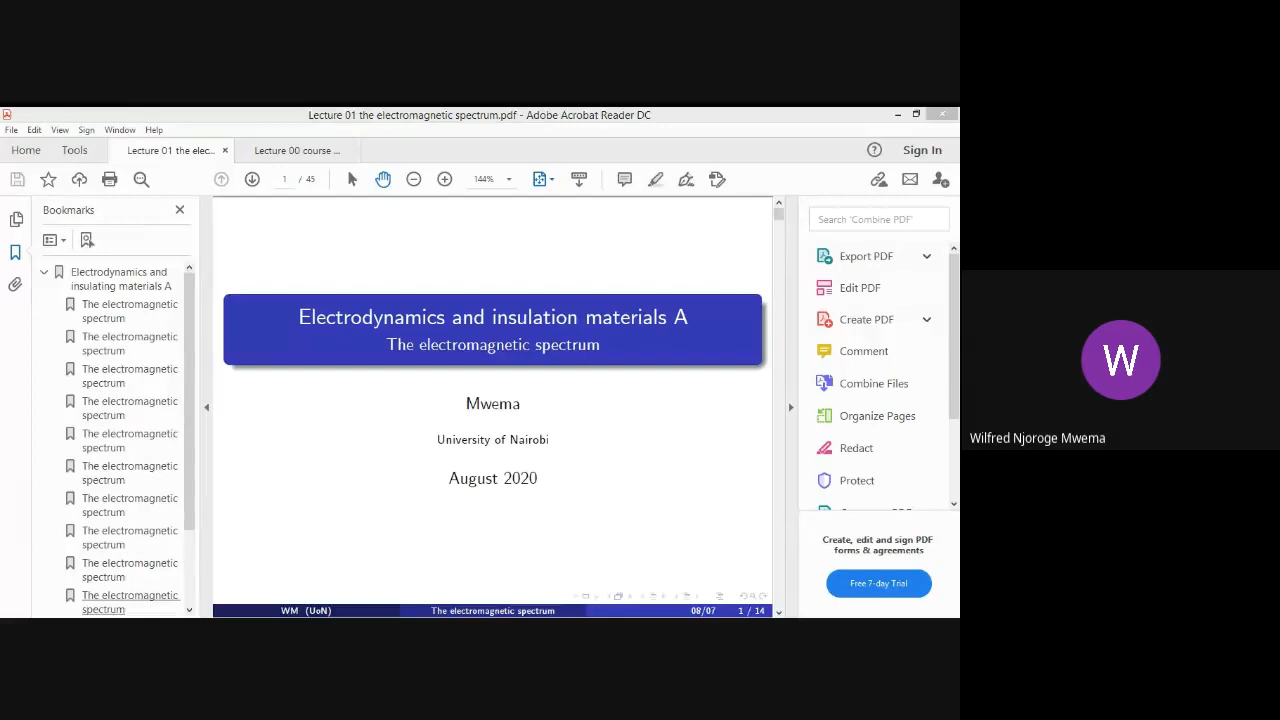 Lecture 01 the electromagnetic spectrum.pdf - Adobe Acrobat Reader DC
File Edit View Sign Window Help
Home Tools Lecture 01 the elec... × Lecture 00 course ... Sign In
1 / 45 144%
Bookmarks
Electrodynamics and
insulating materials A
The electromagnetic
spectrum
The electromagnetic
spectrum
The electromagnetic
spectrum
The electromagnetic
spectrum
The electromagnetic
spectrum
The electromagnetic
spectrum
The electromagnetic
spectrum
The electromagnetic
spectrum
The electromagnetic
spectrum
The electromagnetic
spectrum
Electrodynamics and insulation materials A
The electromagnetic spectrum
Mwema
University of Nairobi
August 2020
WM (UoN) The electromagnetic spectrum 08/07 1 / 14
Search 'Combine PDF'
Export PDF
Edit PDF
Create PDF
Comment
Combine Files
Organize Pages
Redact
Protect
Create, edit and sign PDF
forms & agreements
Free 7-day Trial
W
Wilfred Njoroge Mwema